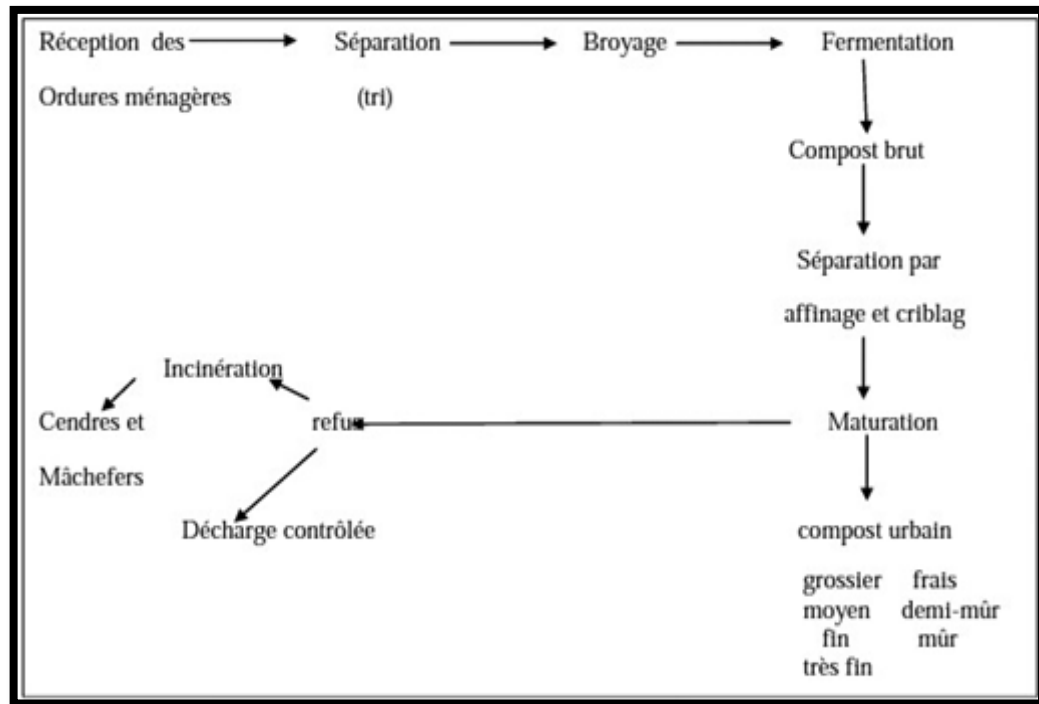 Réception des Séparation Broyage Fermentation
Ordures ménagères (tri)
Compost brut
Séparation par
affinage et criblag
Incinération
Cendres et refus Maturation
Mâchefers
Décharge contrôlée compost urbain
grossier frais
moyen demi-mûr
fin mûr
très fin